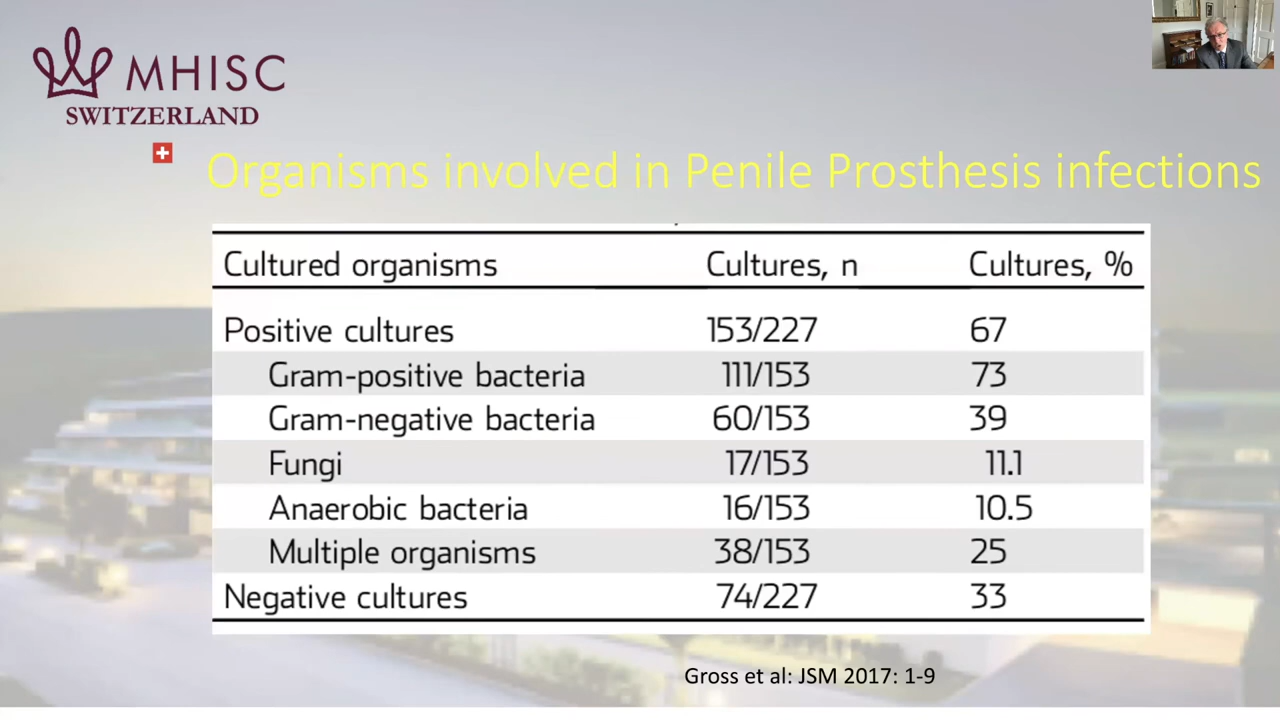 MHISC
SWITZERLAND
Organisms involved in Penile Prosthesis infections
Cultured organisms Cultures, n Cultures, %
Positive cultures 153/227 67
Gram-positive bacteria 111/153 73
Gram-negative bacteria 60/153 39
Fungi 17/153 11.1
Anaerobic bacteria 16/153 10.5
Multiple organisms 38/153 25
Negative cultures 74/227 33
Gross et al: JSM 2017: 1-9